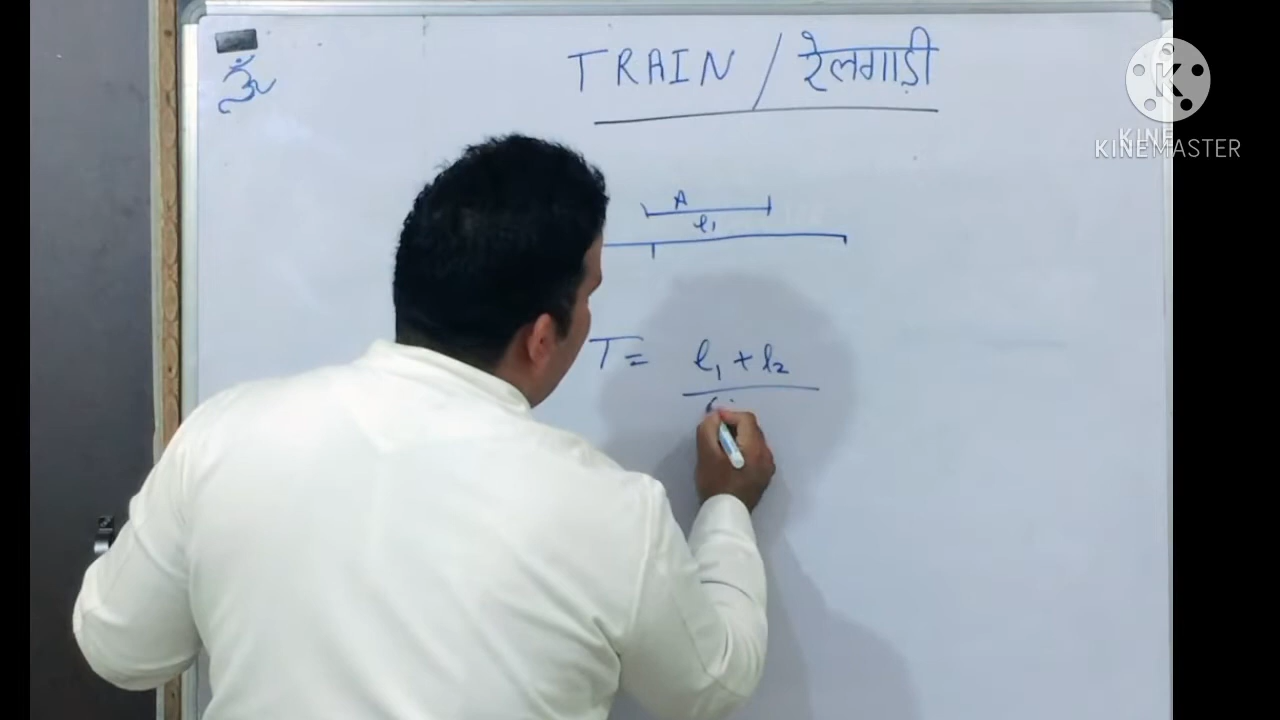 ॐ
TRAIN / रेलगाड़ी
A
l₁
T = l₁ + l₂
KINEMASTER